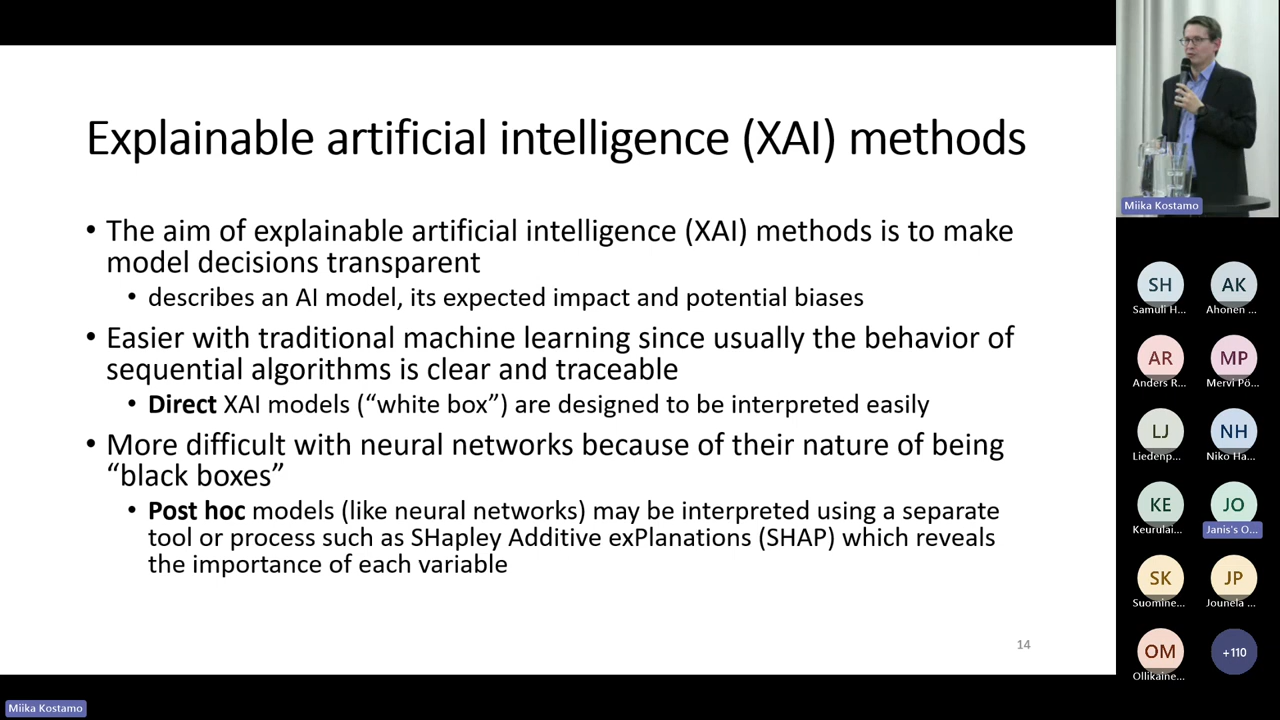 Explainable artificial intelligence (XAI) methods
• The aim of explainable artificial intelligence (XAI) methods is to make
model decisions transparent
• describes an AI model, its expected impact and potential biases
• Easier with traditional machine learning since usually the behavior of
sequential algorithms is clear and traceable
• Direct XAI models (“white box”) are designed to be interpreted easily
• More difficult with neural networks because of their nature of being
“black boxes”
• Post hoc models (like neural networks) may be interpreted using a separate
tool or process such as SHapley Additive exPlanations (SHAP) which reveals
the importance of each variable
14
Miika Kostamo
SH
Samuli H...
AK
Ahonen ...
AR
Anders R...
MP
Mervi Pö...
LJ
Liedenp...
NH
Niko Ha...
KE
Keurulai...
JO
Janis's O...
SK
Suomine...
JP
Jounela ...
OM
Ollikaine...
+110
Miika Kostamo